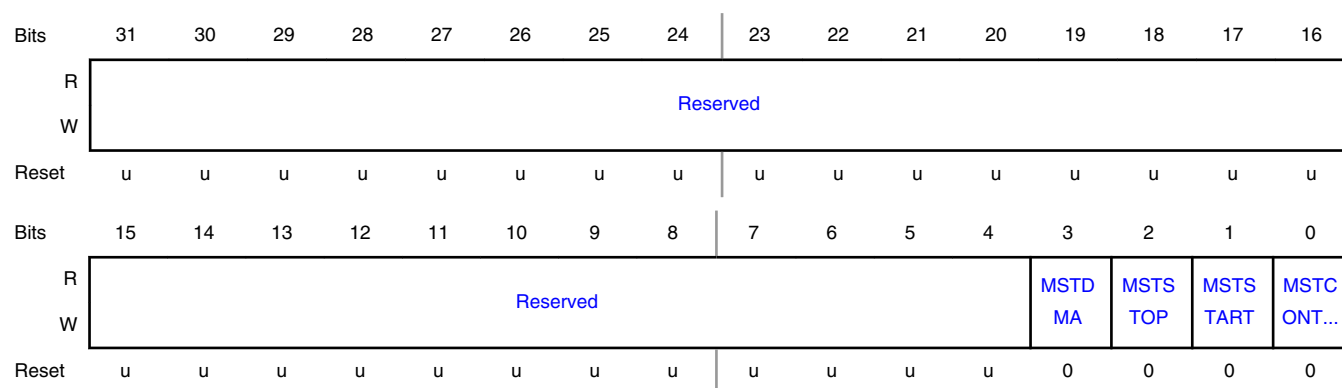 Bits 31 30 29 28 27 26 25 24 23 22 21 20 19 18 17 16
R
Reserved
W
Reset u u u u u u u u u u u u u u u u
Bits 15 14 13 12 11 10 9 8 7 6 5 4 3 2 1 0
R MSTD MSTS MSTS MSTC
Reserved
W MA TOP TART ONT...
Reset u u u u u u u u u u u u 0 0 0 0